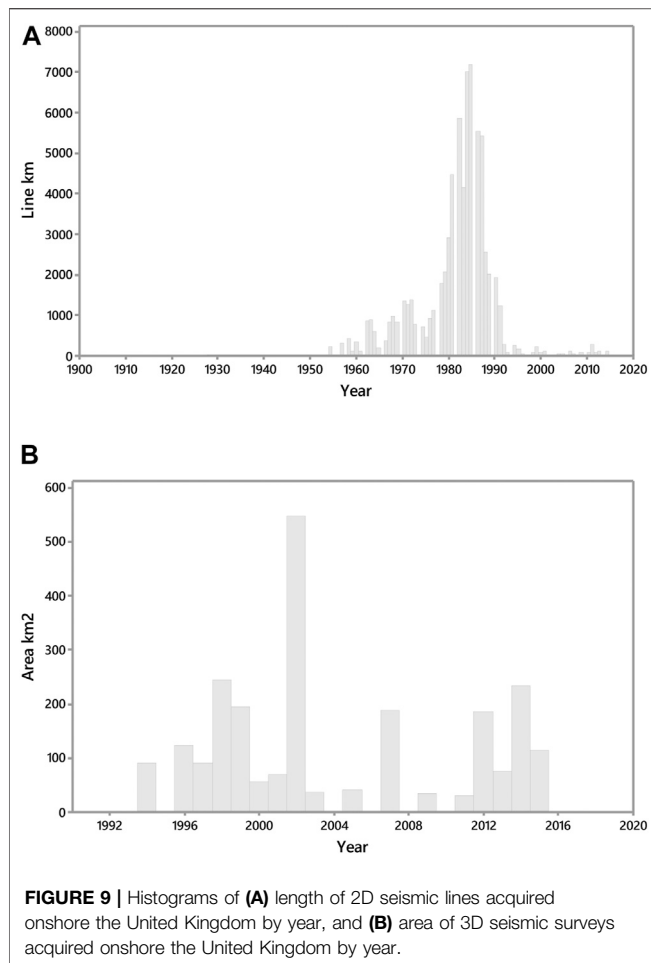 A
8000
7000
6000
5000
4000
3000
2000
1000
0
Line km
1900 1910 1920 1930 1940 1950 1960 1970 1980 1990 2000 2010 2020
Year
B
600
500
400
300
200
100
0
Area km2
1992 1996 2000 2004 2008 2012 2016 2020
Year
FIGURE 9 | Histograms of (A) length of 2D seismic lines acquired
onshore the United Kingdom by year, and (B) area of 3D seismic surveys
acquired onshore the United Kingdom by year.